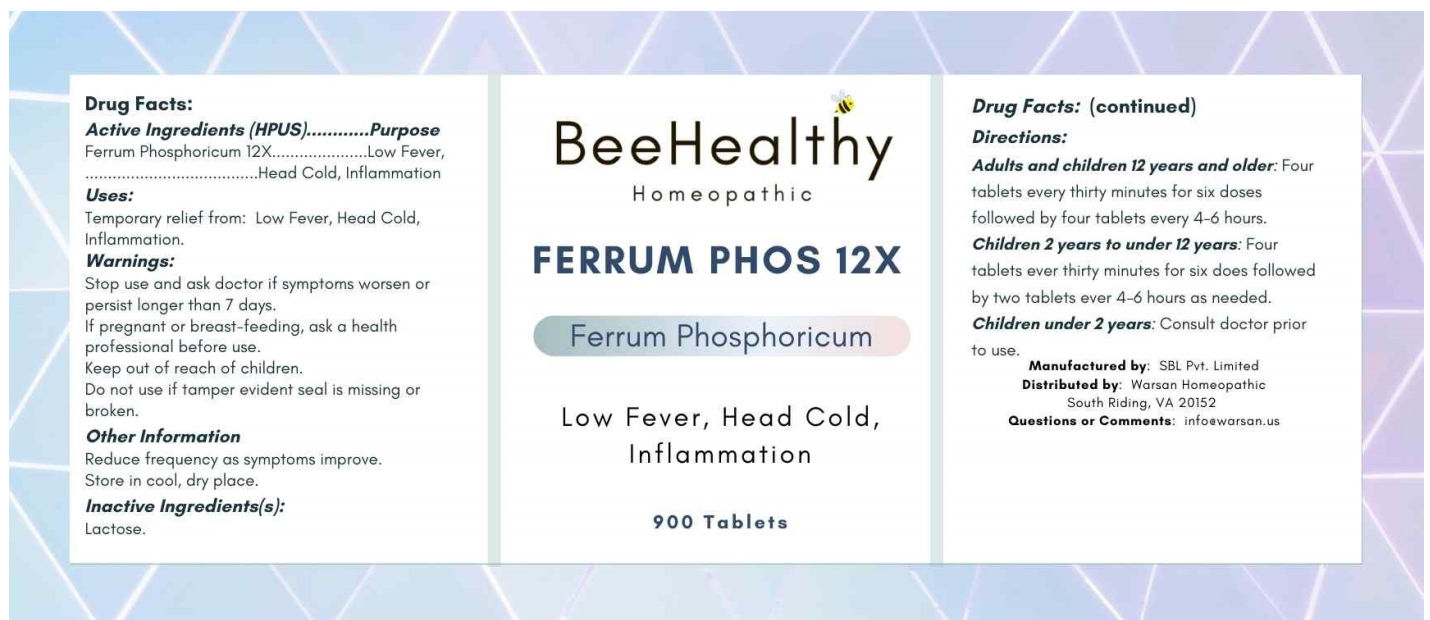 Drug Facts:
Active Ingredients (HPUS)............Purpose
Ferrum Phosphoricum 12X......................Low Fever,
........................................Head Cold, Inflammation
Uses:
Temporary relief from: Low Fever, Head Cold,
Inflammation.
Warnings:
Stop use and ask doctor if symptoms worsen or
persist longer than 7 days.
If pregnant or breast-feeding, ask a health
professional before use.
Keep out of reach of children.
Do not use if tamper evident seal is missing or
broken.
Other Information
Reduce frequency as symptoms improve.
Store in cool, dry place.
Inactive Ingredients(s):
Lactose.
BeeHealthy
Homeopathic
FERRUM PHOS 12X
Ferrum Phosphoricum
Low Fever, Head Cold,
Inflammation
900 Tablets
Drug Facts: (continued)
Directions:
Adults and children 12 years and older: Four
tablets every thirty minutes for six doses
followed by four tablets every 4-6 hours.
Children 2 years to under 12 years: Four
tablets ever thirty minutes for six does followed
by two tablets ever 4-6 hours as needed.
Children under 2 years: Consult doctor prior
to use.
Manufactured by: SBL Pvt. Limited
Distributed by: Warsan Homeopathic
South Riding, VA 20152
Questions or Comments: info@warsan.us